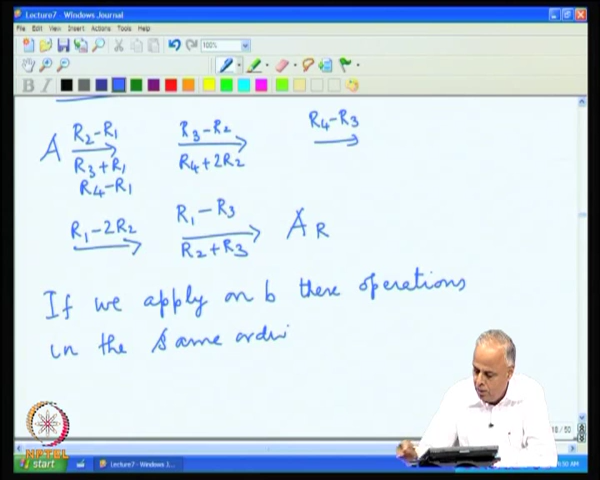 Lecture7 - Windows Journal
File Edit View Insert Actions Tools Help
100%
B I
A R₂-R₁ R₃-R₂ R₄-R₃
R₃+R₁ R₄+2R₂
R₄-R₁
R₁-2R₂ R₁-R₃ A R
R₂+R₃
If we apply on b these operations
in the same orde
NPTEL
start Lecture7 - Windows J...